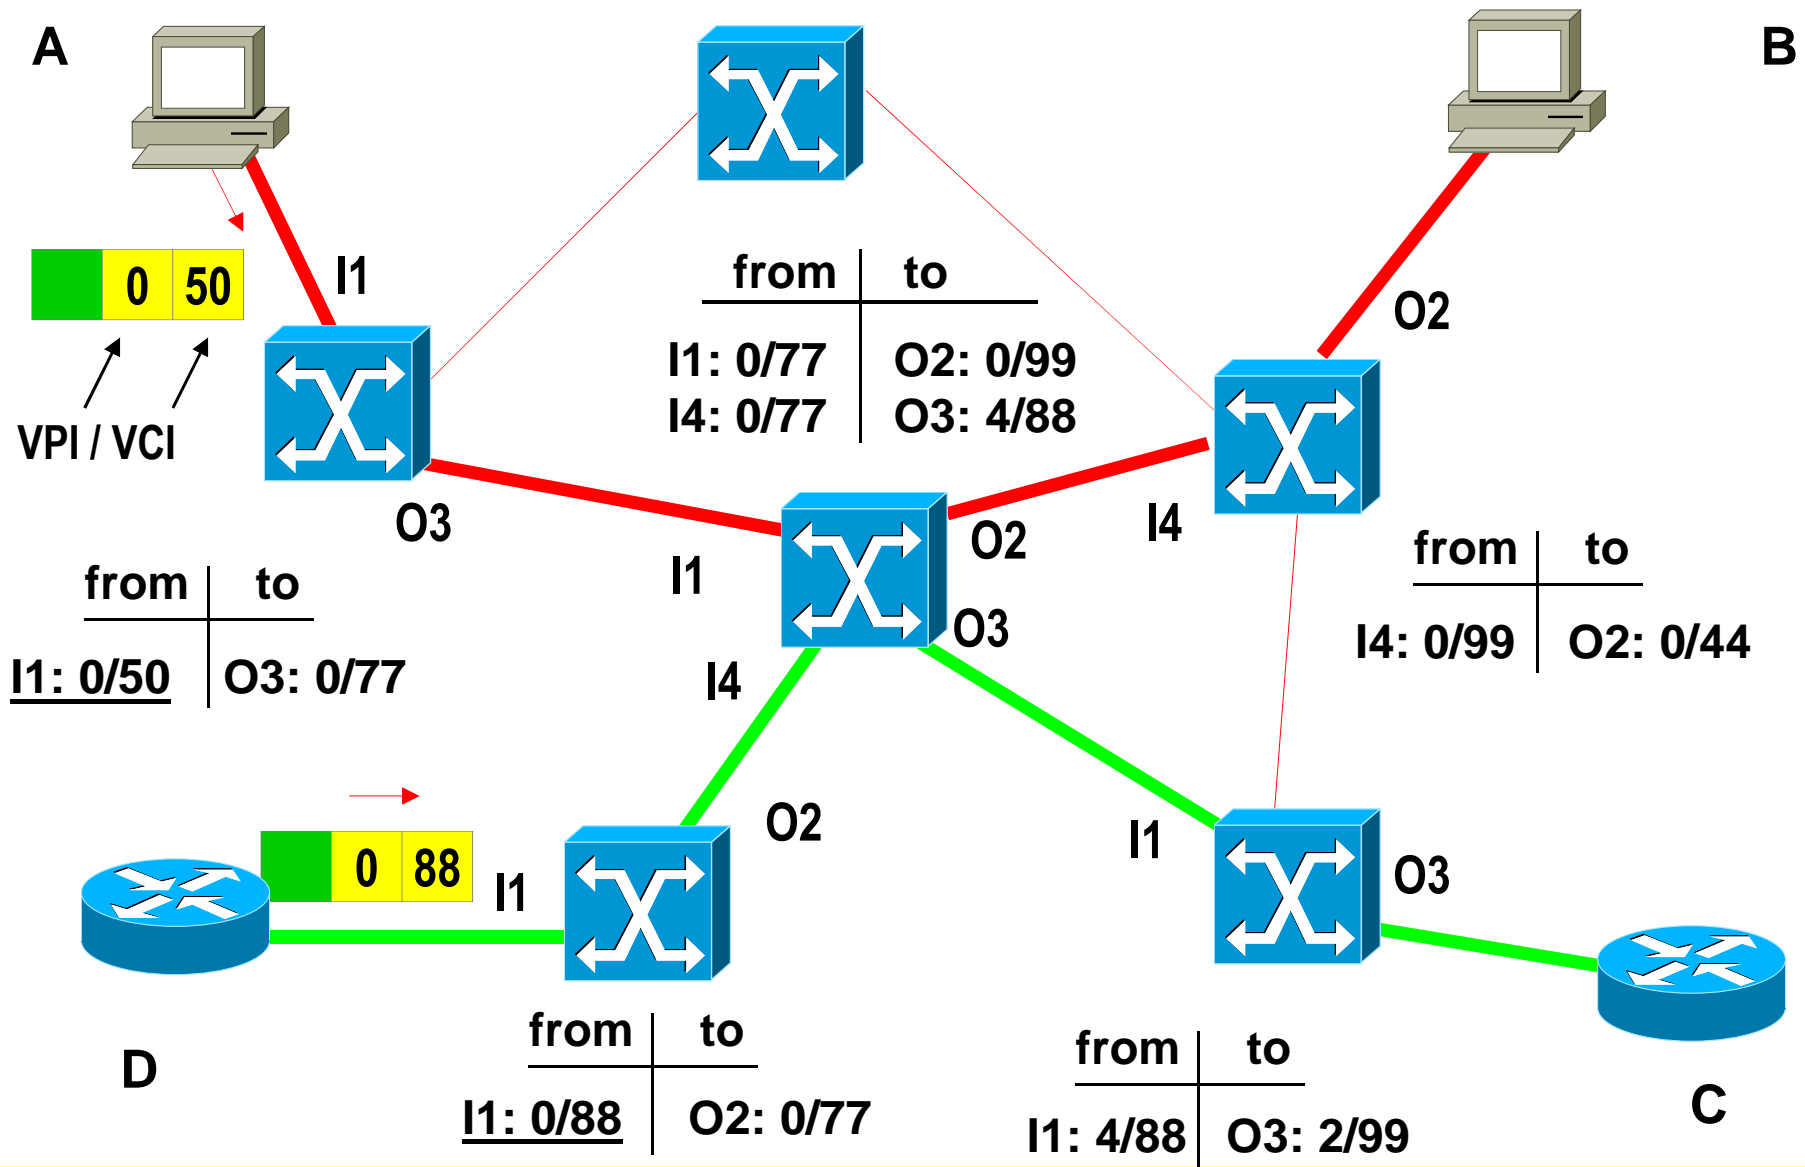 A
B
0 50
I1
VPI / VCI
from to
I1: 0/77 O2: 0/99
I4: 0/77 O3: 4/88
O2
O3
I1
O2
I4
O3
I4
from to
I1: 0/50 O3: 0/77
from to
I4: 0/99 O2: 0/44
0 88
I1
O2
I1
O3
D
from to
I1: 0/88 O2: 0/77
from to
I1: 4/88 O3: 2/99
C